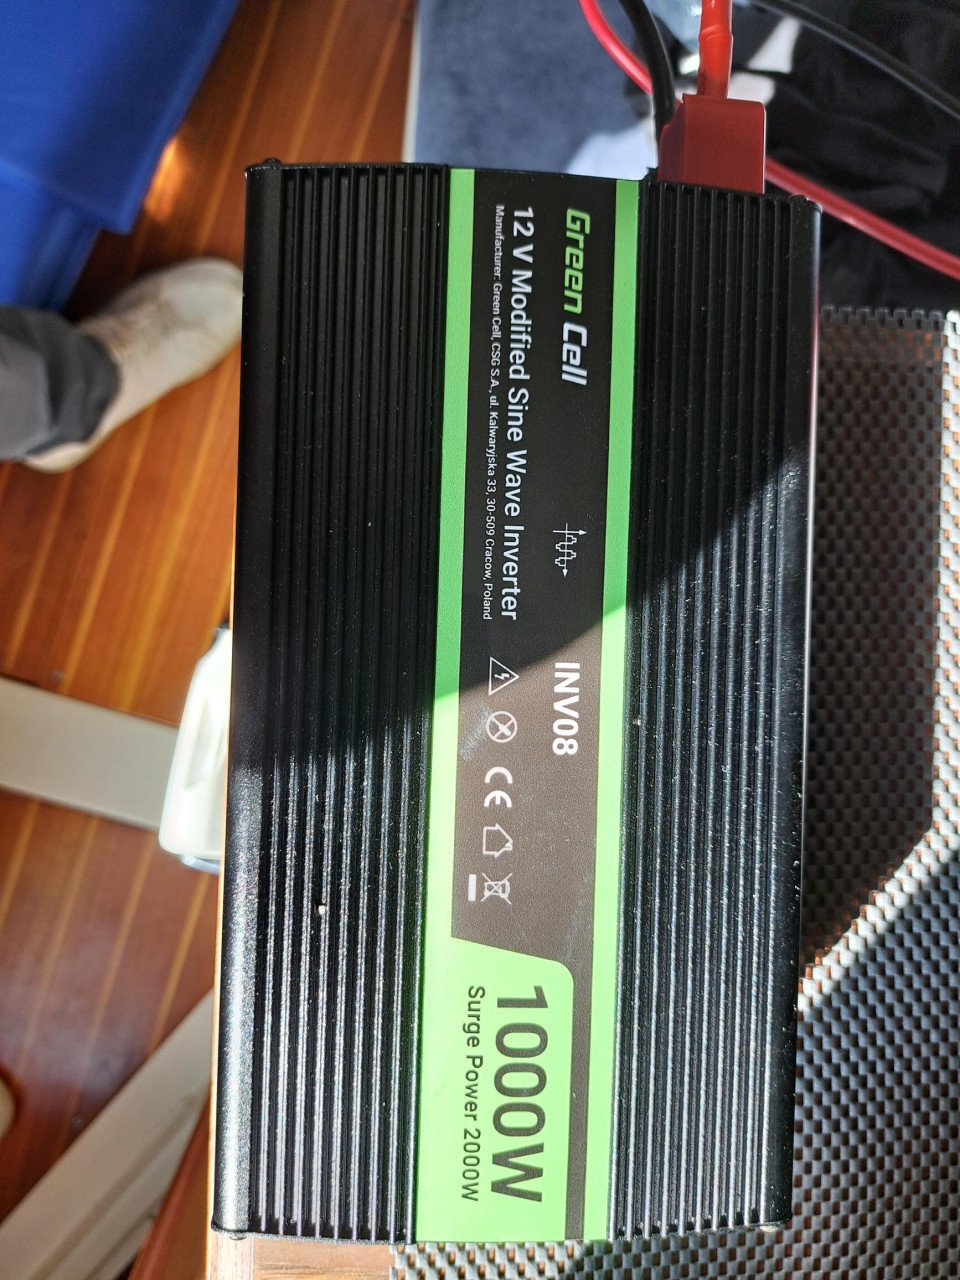 Green Cell
INV08
12 V Modified Sine Wave Inverter
Manufacturer: Green Cell, CSG S.A., ul. Kalwaryjska 33, 30-509 Cracow, Poland
CE
1000W
Surge Power 2000W